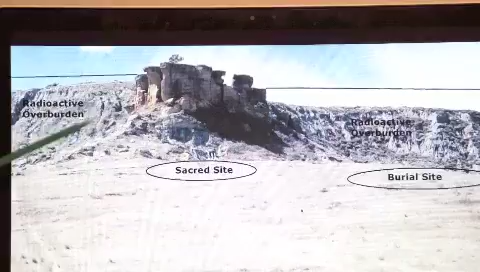 Radioactive
Overburden
Radioactive
Overburden
Sacred Site
Burial Site